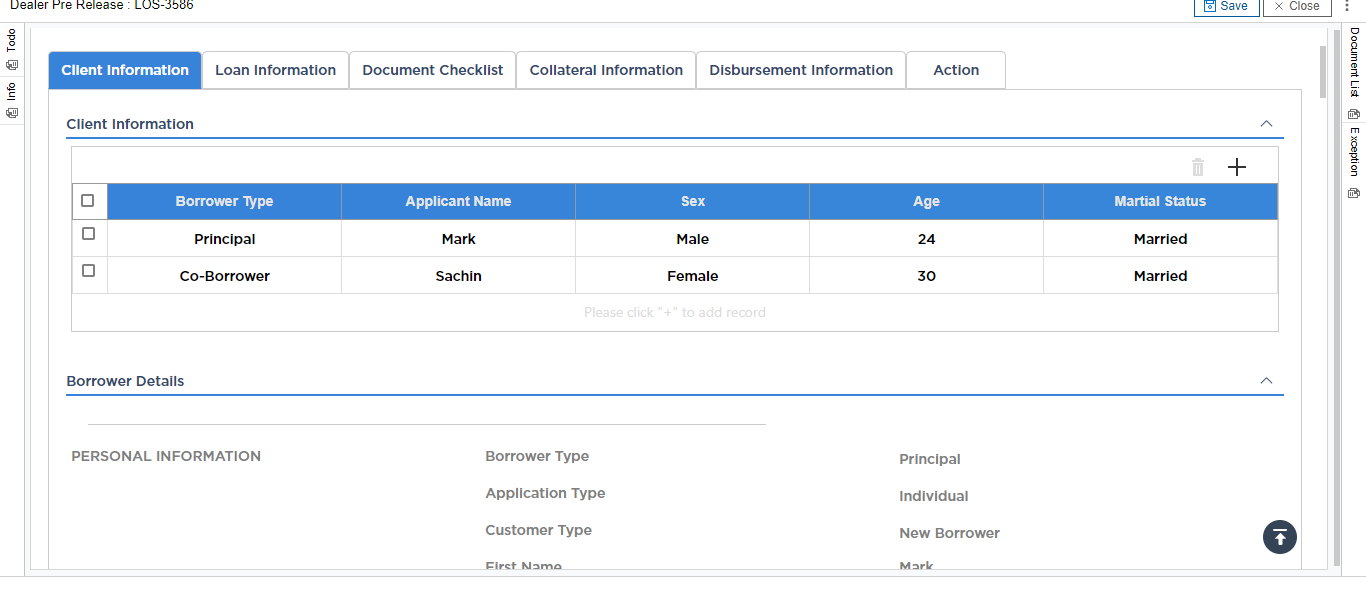 Dealer Pre Release : LOS-3586
Save
Close
Todo
Info
Document List
Exception
Client Information
Loan Information
Document Checklist
Collateral Information
Disbursement Information
Action
Client Information
Borrower Type Applicant Name Sex Age Martial Status
Principal Mark Male 24 Married
Co-Borrower Sachin Female 30 Married
Please click "+" to add record
Borrower Details
PERSONAL INFORMATION
Borrower Type Principal
Application Type Individual
Customer Type New Borrower
First Name Mark